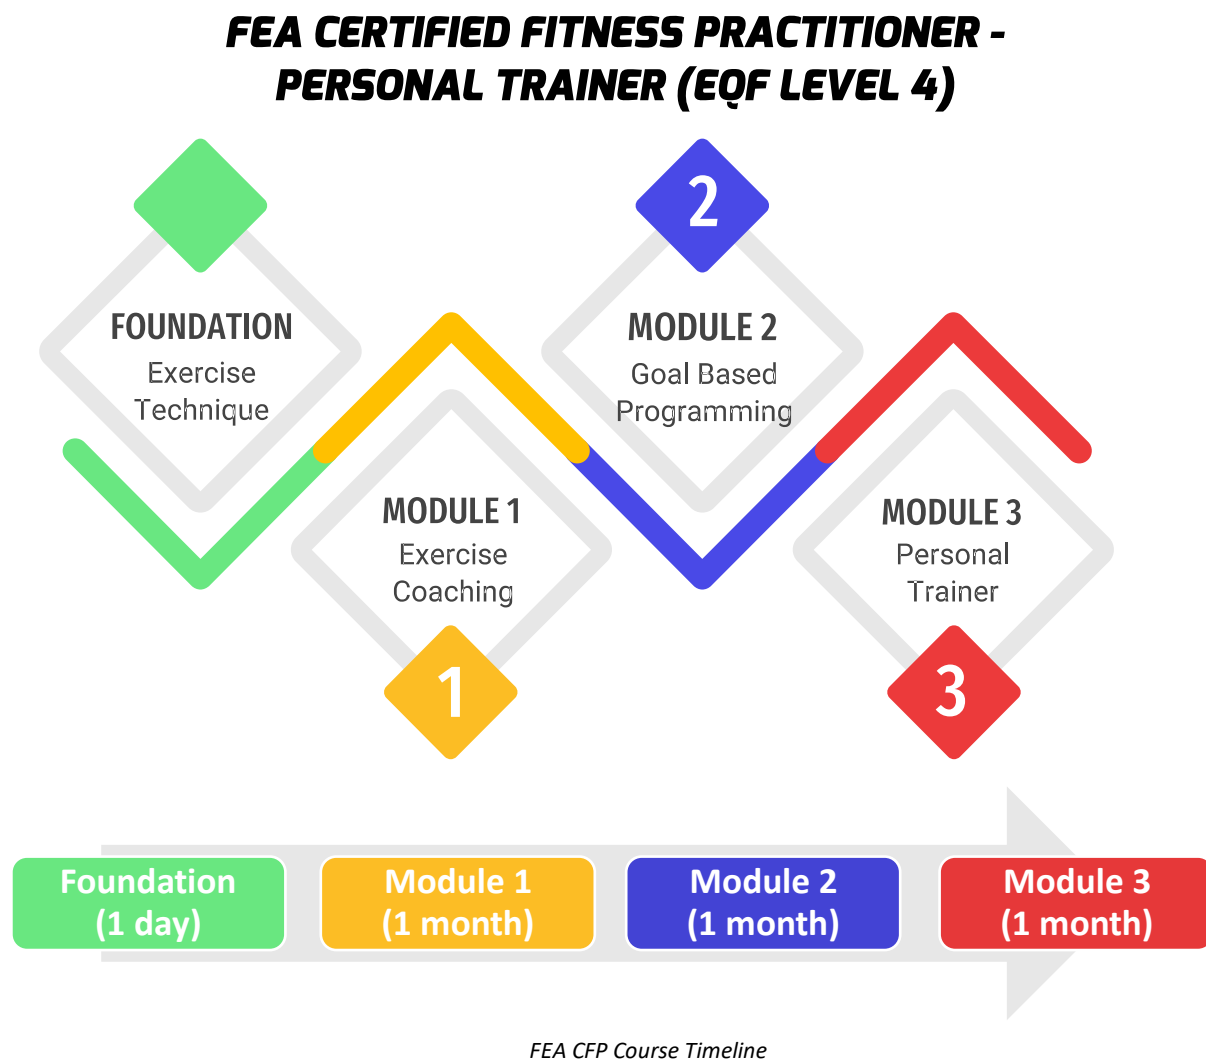 FEA CERTIFIED FITNESS PRACTITIONER -
PERSONAL TRAINER (EQF LEVEL 4)
FOUNDATION
Exercise
Technique
1
MODULE 1
Exercise
Coaching
2
MODULE 2
Goal Based
Programming
3
MODULE 3
Personal
Trainer
Foundation
(1 day)
Module 1
(1 month)
Module 2
(1 month)
Module 3
(1 month)
FEA CFP Course Timeline